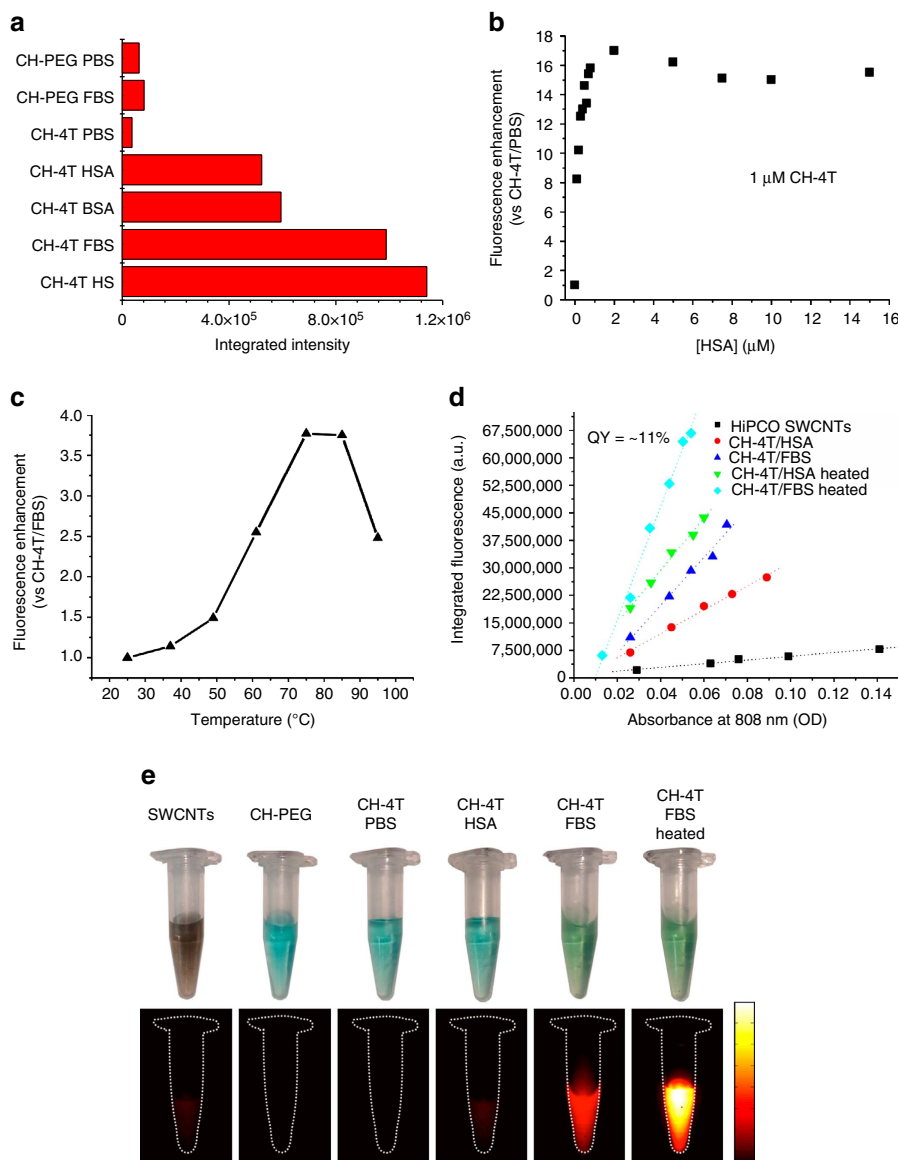 a
CH-PEG PBS
CH-PEG FBS
CH-4T PBS
CH-4T HSA
CH-4T BSA
CH-4T FBS
CH-4T HS
0
4.0×10⁵
8.0×10⁵
1.2×10⁶
Integrated intensity
b
Fluorescence enhancement
(vs CH-4T/PBS)
18
16
14
12
10
8
6
4
2
0
1 μM CH-4T
0
2
4
6
8
10
12
14
16
[HSA] (μM)
c
Fluorescence enhancement
(vs CH-4T/FBS)
4.0
3.5
3.0
2.5
2.0
1.5
1.0
20
30
40
50
60
70
80
90
100
Temperature (°C)
d
Integrated fluorescence (a.u.)
67,500,000
60,000,000
52,500,000
45,000,000
37,500,000
30,000,000
22,500,000
15,000,000
7,500,000
0
QY = ~11%
HiPCO SWCNTs
CH-4T/HSA
CH-4T/FBS
CH-4T/HSA heated
CH-4T/FBS heated
0.00
0.02
0.04
0.06
0.08
0.10
0.12
0.14
Absorbance at 808 nm (OD)
e
SWCNTs
CH-PEG
CH-4T
PBS
CH-4T
HSA
CH-4T
FBS
CH-4T
FBS
heated